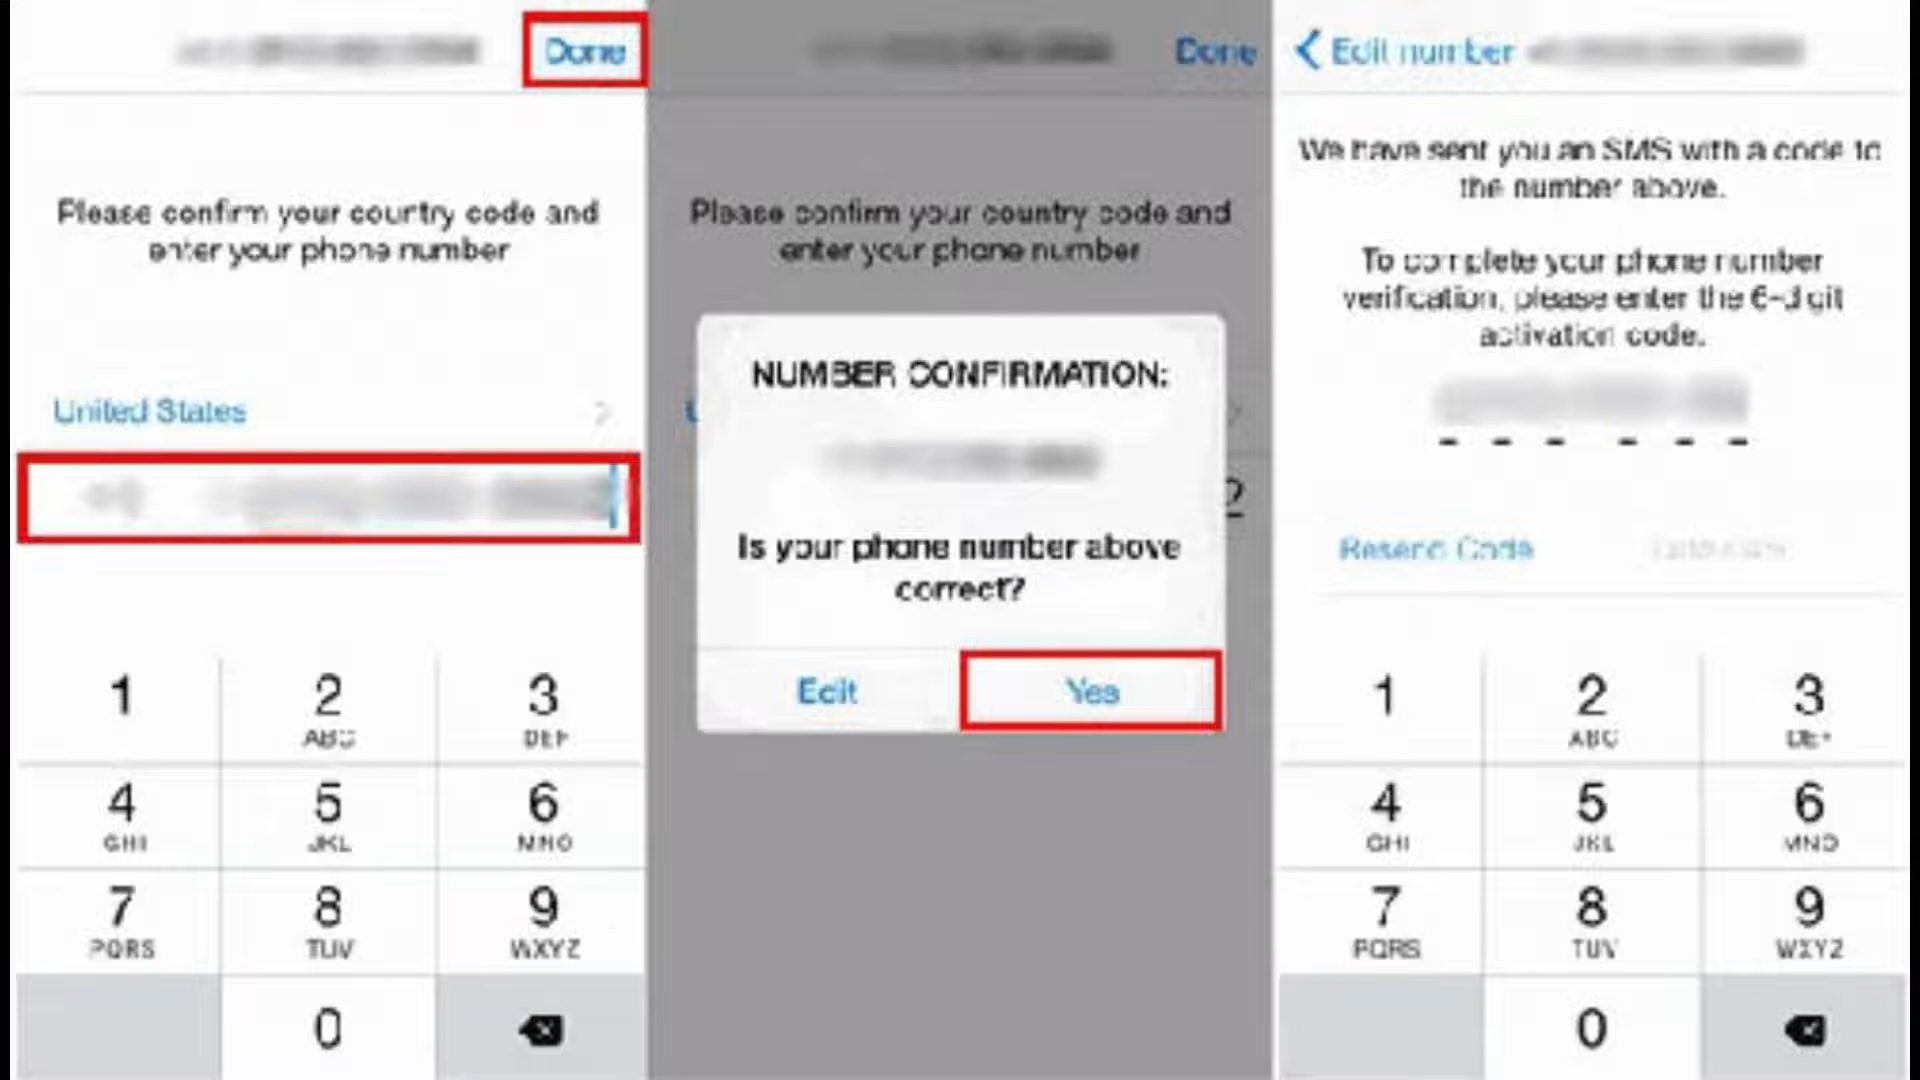 Done
Please confirm your country code and
enter your phone number
United States
1
2
ABC
3
DEF
4
GHI
5
JKL
6
MNO
7
PQRS
8
TUV
9
WXYZ
0
Done
Please confirm your country code and
enter your phone number
NUMBER CONFIRMATION:
Is your phone number above
correct?
Edit
Yes
2
Edit number
We have sent you an SMS with a code to
the number above.
To complete your phone number
verification, please enter the 6-digit
activation code.
Resend Code
1
2
ABC
3
DEF
4
GHI
5
JKL
6
MNO
7
PQRS
8
TUV
9
WXYZ
0